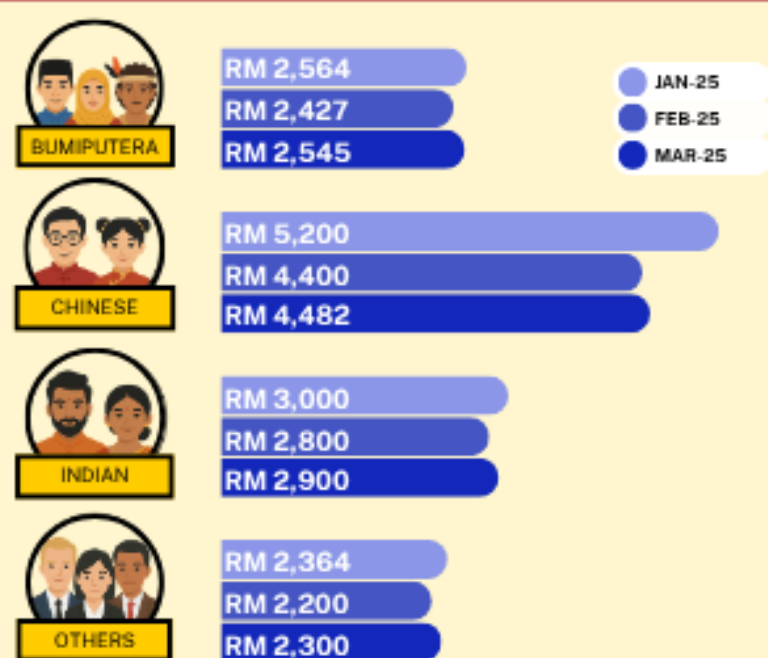 RM 2,564
RM 2,427
RM 2,545
BUMIPUTERA
JAN-25
FEB-25
MAR-25
RM 5,200
RM 4,400
RM 4,482
CHINESE
RM 3,000
RM 2,800
RM 2,900
INDIAN
RM 2,364
RM 2,200
RM 2,300
OTHERS